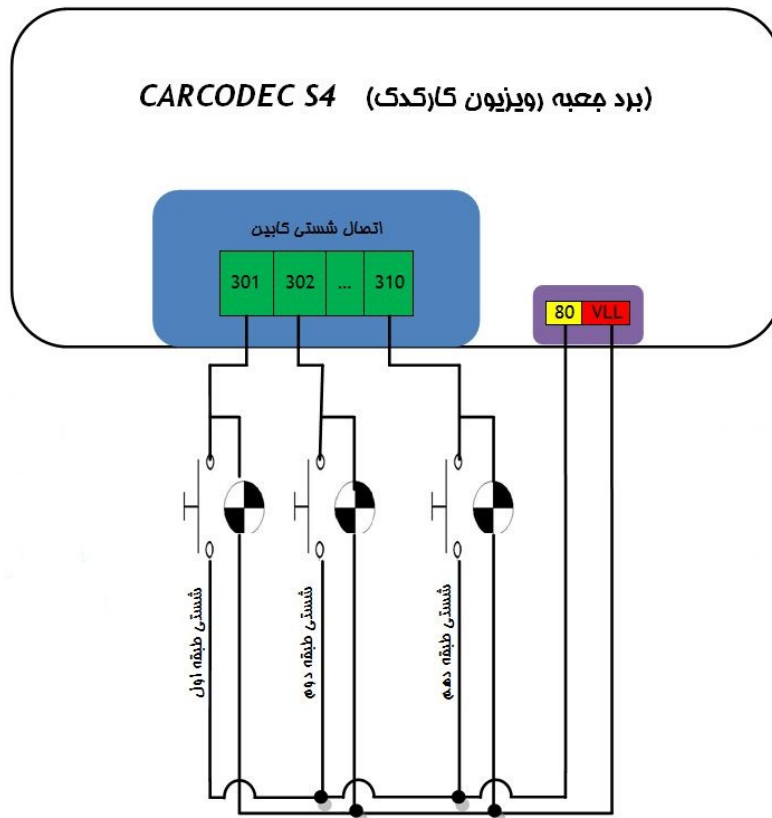 CARCODEC S4 (برد جعبه رویزیون کارکدک)
اتصال شستی کابین
301 302 ... 310
80 VLL
شستی طبقه اول
شستی طبقه دوم
شستی طبقه دهم